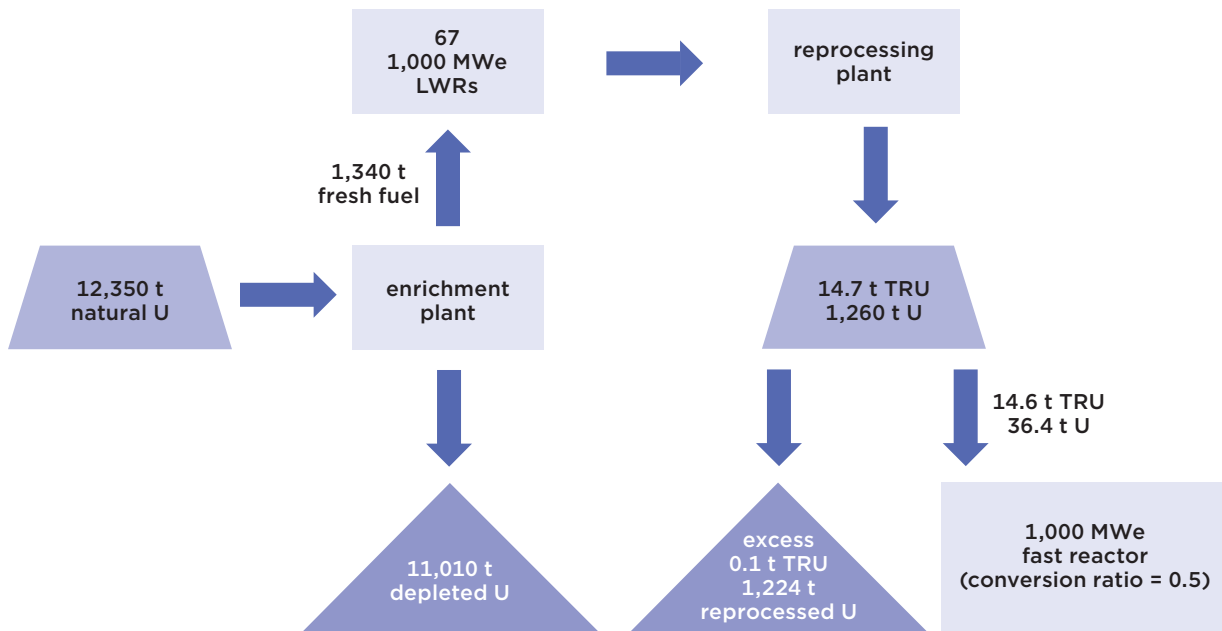 67
1,000 MWe
LWRs
reprocessing
plant
1,340 t
fresh fuel
12,350 t
natural U
enrichment
plant
14.7 t TRU
1,260 t U
14.6 t TRU
36.4 t U
11,010 t
depleted U
excess
0.1 t TRU
1,224 t
reprocessed U
1,000 MWe
fast reactor
(conversion ratio = 0.5)